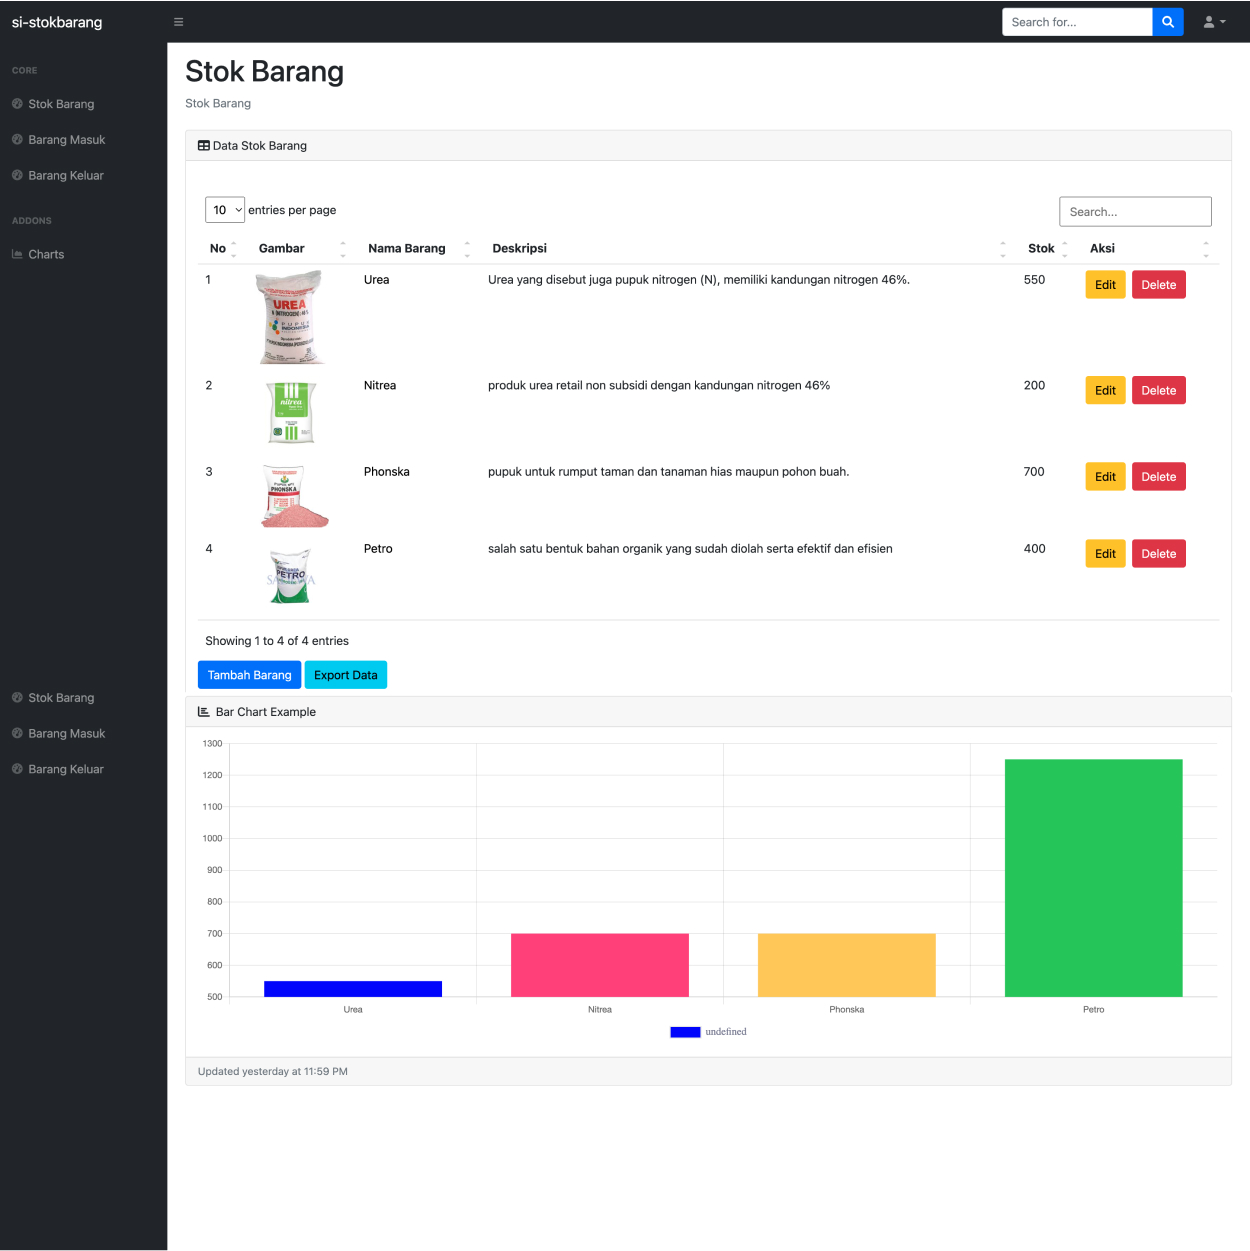 si-stokbarang
Search for...
CORE
Stok Barang
Barang Masuk
Barang Keluar
ADDONS
Charts
Stok Barang
Barang Masuk
Barang Keluar
Stok Barang
Stok Barang
Data Stok Barang
10 entries per page
Search...
No Gambar Nama Barang Deskripsi Stok Aksi
1 Urea Urea yang disebut juga pupuk nitrogen (N), memiliki kandungan nitrogen 46%. 550 Edit Delete
UREA
N (NITROGEN) : 46%
PUPUK
INDONESIA
2 Nitrea produk urea retail non subsidi dengan kandungan nitrogen 46% 200 Edit Delete
nitrea
3 Phonska pupuk untuk rumput taman dan tanaman hias maupun pohon buah. 700 Edit Delete
PHONSKA
4 Petro salah satu bentuk bahan organik yang sudah diolah serta efektif dan efisien 400 Edit Delete
PETRO
Showing 1 to 4 of 4 entries
Tambah Barang Export Data
Bar Chart Example
1300
1200
1100
1000
900
800
700
600
500
Urea Nitrea Phonska Petro
undefined
Updated yesterday at 11:59 PM